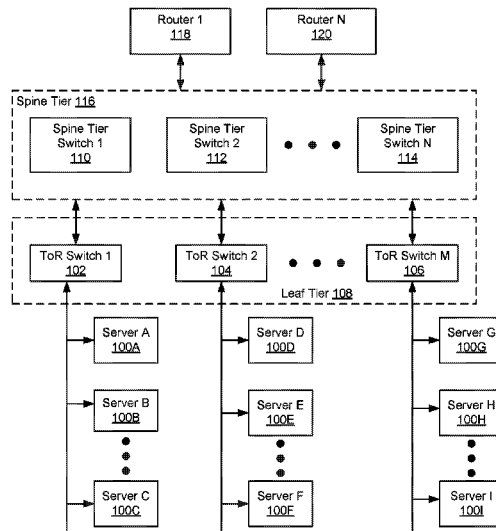 Router 1
118
Router N
120
Spine Tier 116
Spine Tier
Switch 1
110
Spine Tier
Switch 2
112
Spine Tier
Switch N
114
ToR Switch 1
102
ToR Switch 2
104
ToR Switch M
106
Leaf Tier 108
Server A
100A
Server D
100D
Server G
100G
Server B
100B
Server E
100E
Server H
100H
Server C
100C
Server F
100F
Server I
100I